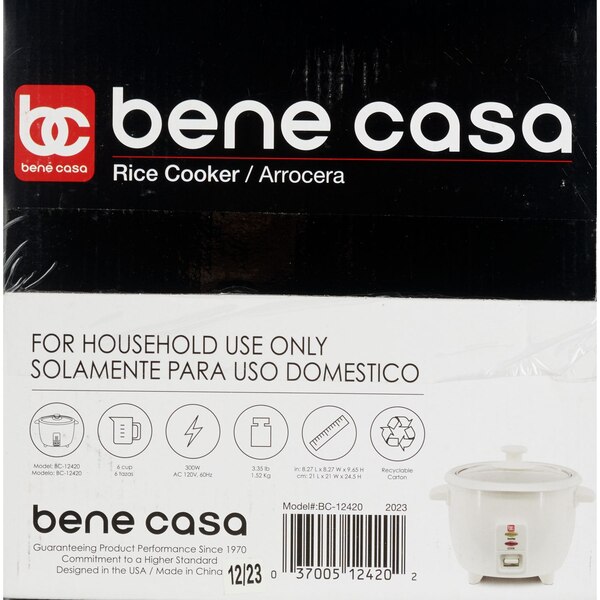 bc
bene casa
bené casa
Rice Cooker / Arrocera
FOR HOUSEHOLD USE ONLY
SOLAMENTE PARA USO DOMESTICO
Model: BC-12420
Modelo: BC-12420
6 cup
6 tazas
300W
AC 120V, 60Hz
3.35 lb
1.52 Kg
in: 8.27 L x 8.27 W x 9.65 H
cm: 21 L x 21 W x 24.5 H
Recyclable
Carton
bene casa
Guaranteeing Product Performance Since 1970
Commitment to a Higher Standard
Designed in the USA / Made in China
12/23
Model#:BC-12420 2023
0 37005 12420 2